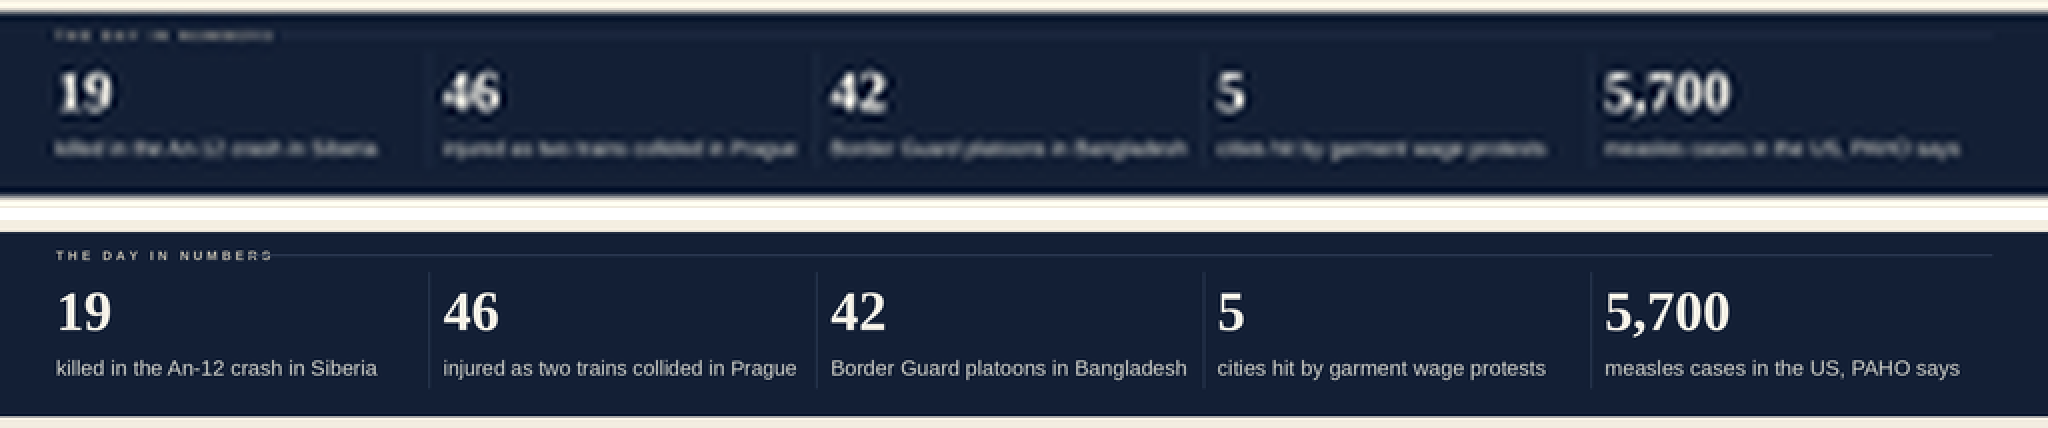 THE DAY IN NUMBERS
19
killed in the An-12 crash in Siberia
46
injured as two trains collided in Prague
42
Border Guard platoons in Bangladesh
5
cities hit by garment wage protests
5,700
measles cases in the US, PAHO says
THE DAY IN NUMBERS
19
killed in the An-12 crash in Siberia
46
injured as two trains collided in Prague
42
Border Guard platoons in Bangladesh
5
cities hit by garment wage protests
5,700
measles cases in the US, PAHO says